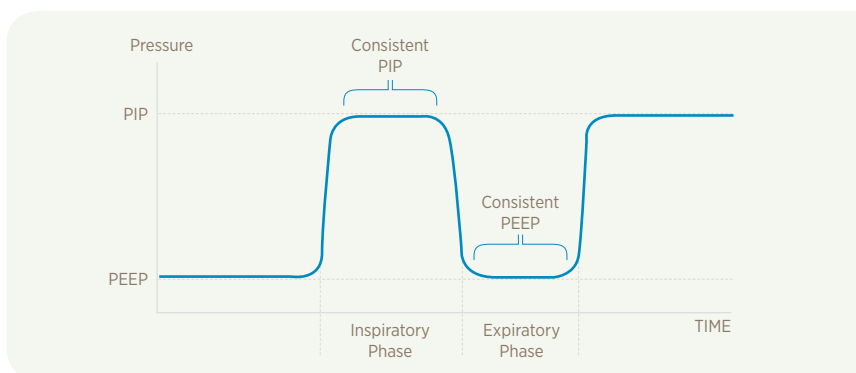 Pressure
Consistent
PIP
PIP
Consistent
PEEP
PEEP
TIME
Inspiratory
Phase
Expiratory
Phase